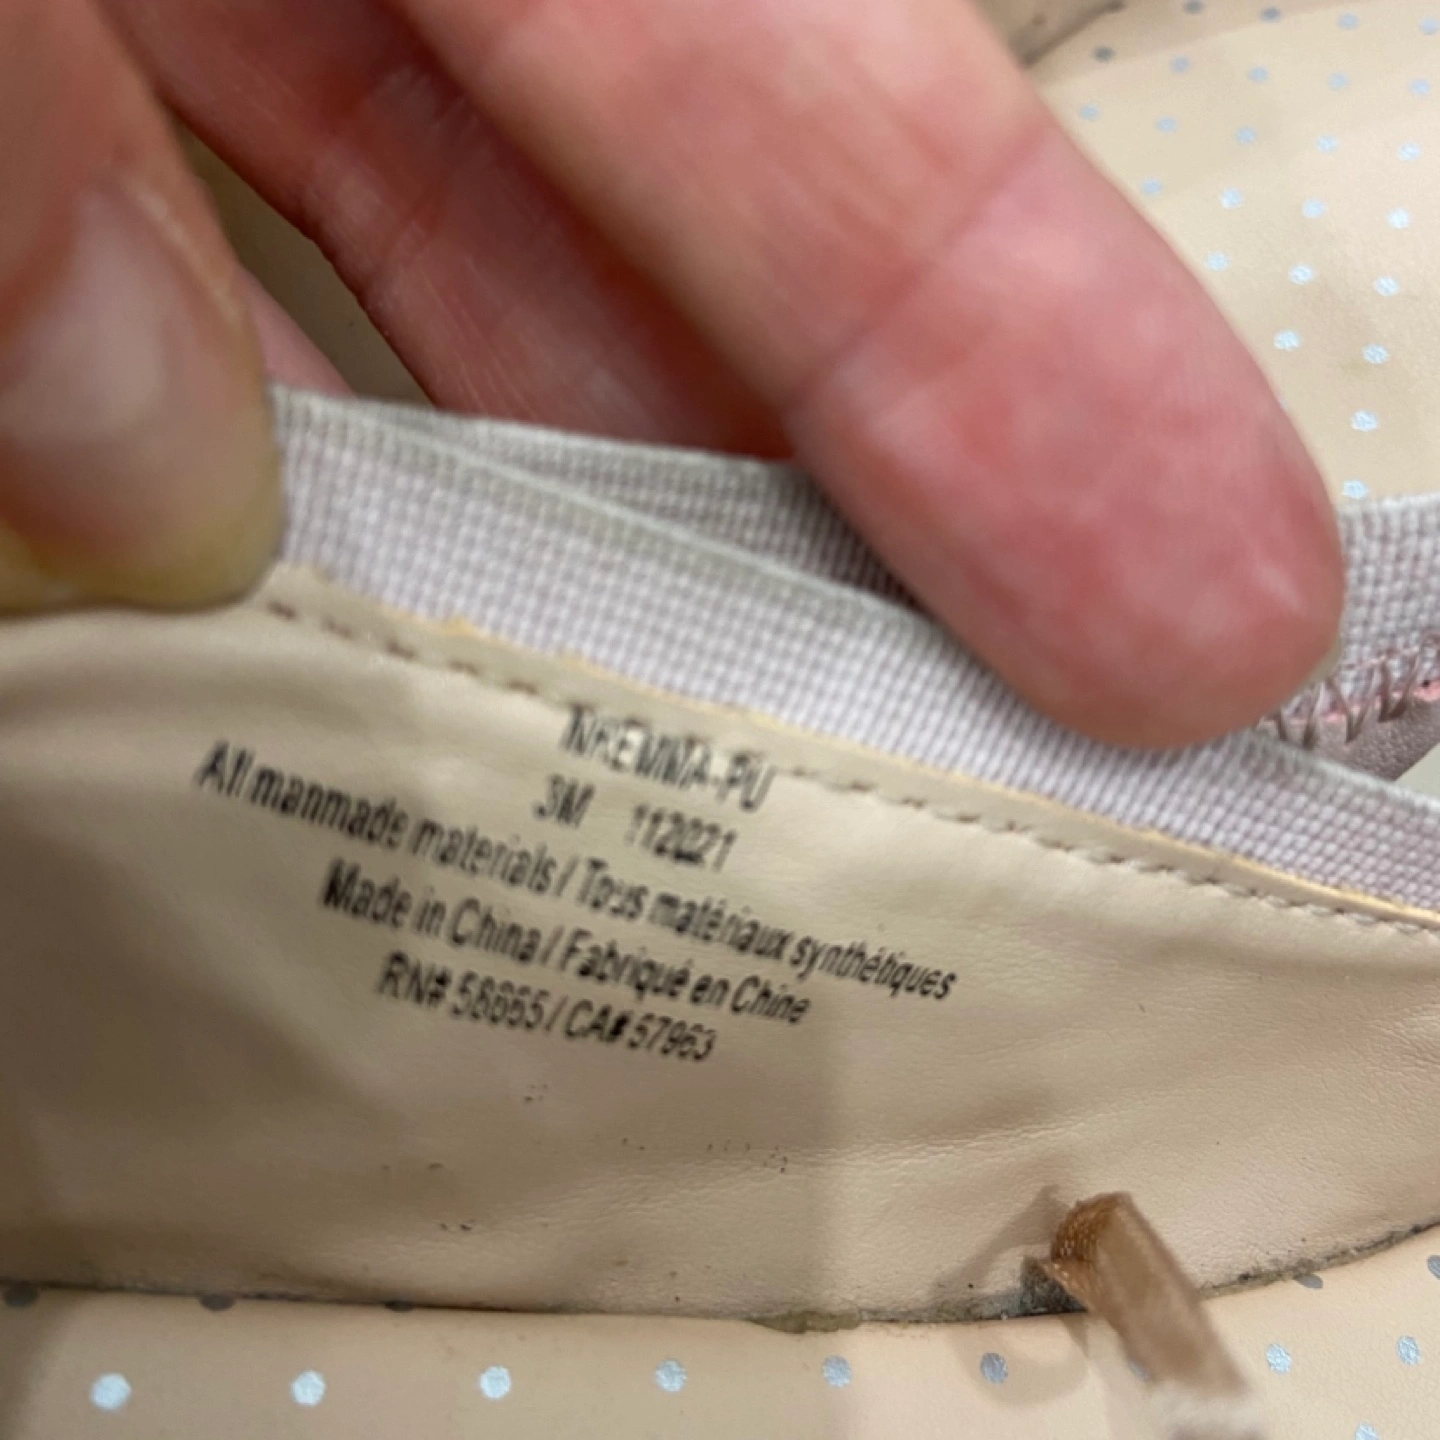 3M 112021
All manmade materials / Tous matériaux synthétiques
Made in China / Fabriqué en Chine
RN# 58665 / CA# 57963